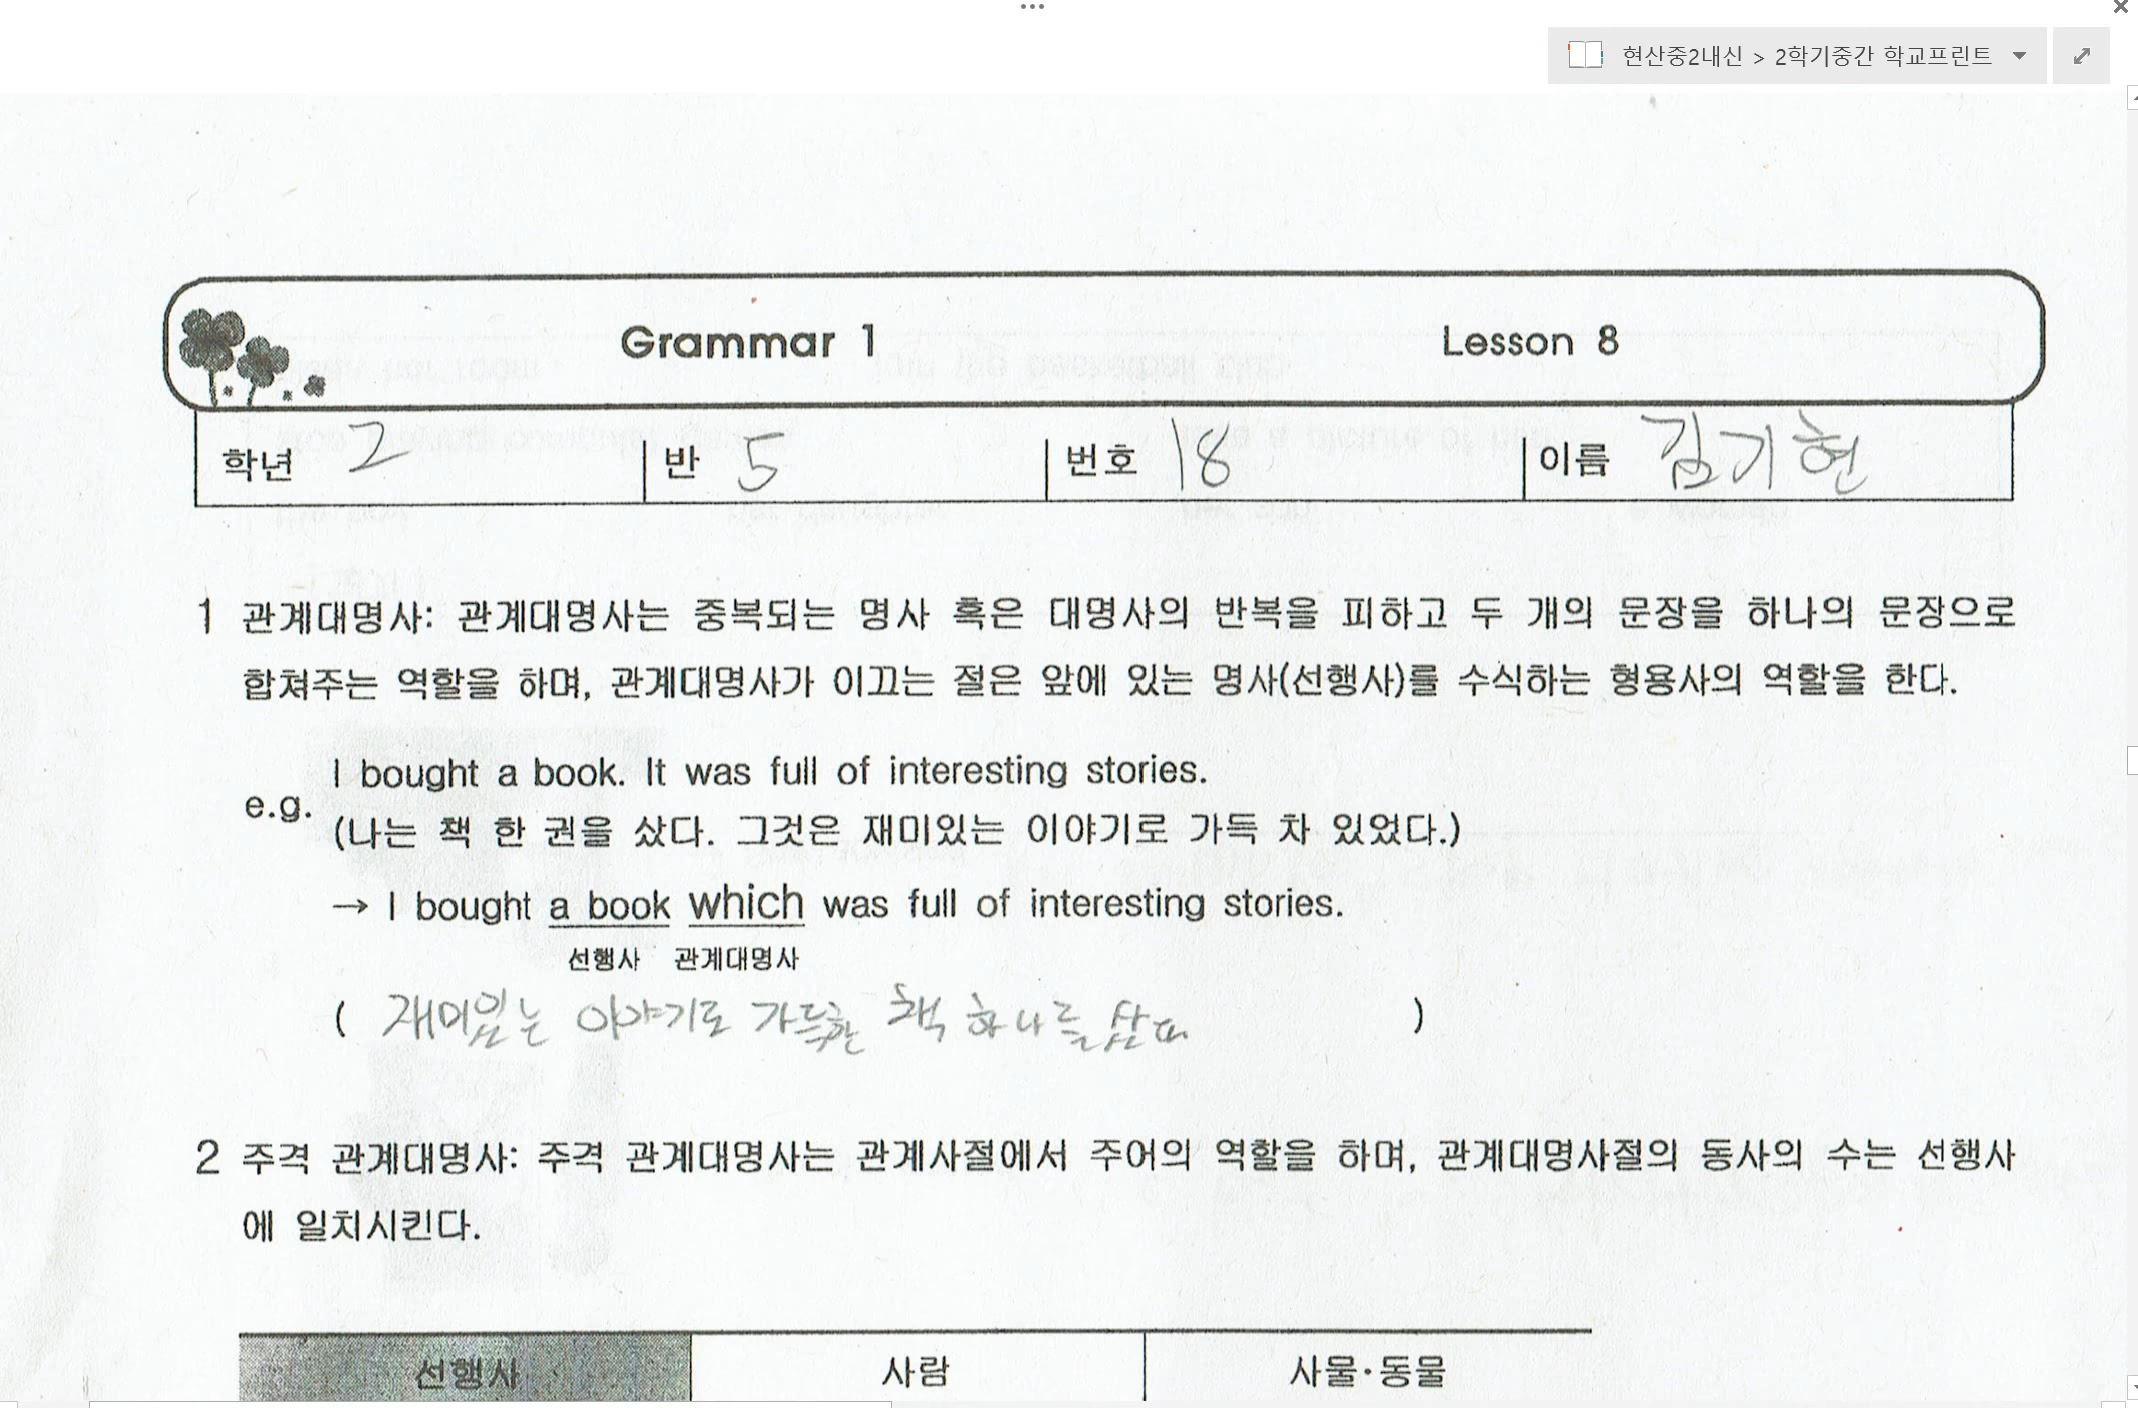 현산중2내신 > 2학기중간 학교프린트
Grammar 1 Lesson 8
학년 2 반 5 번호 18 이름 김기현
1 관계대명사: 관계대명사는 중복되는 명사 혹은 대명사의 반복을 피하고 두 개의 문장을 하나의 문장으로
합쳐주는 역할을 하며, 관계대명사가 이끄는 절은 앞에 있는 명사(선행사)를 수식하는 형용사의 역할을 한다.
I bought a book. It was full of interesting stories.
e.g.
(나는 책 한 권을 샀다. 그것은 재미있는 이야기로 가득 차 있었다.)
→ I bought a book which was full of interesting stories.
선행사 관계대명사
( 재미있는 이야기로 가득한 책 하나를 샀다 )
2 주격 관계대명사: 주격 관계대명사는 관계사절에서 주어의 역할을 하며, 관계대명사절의 동사의 수는 선행사
에 일치시킨다.
선행사 사람 사물·동물